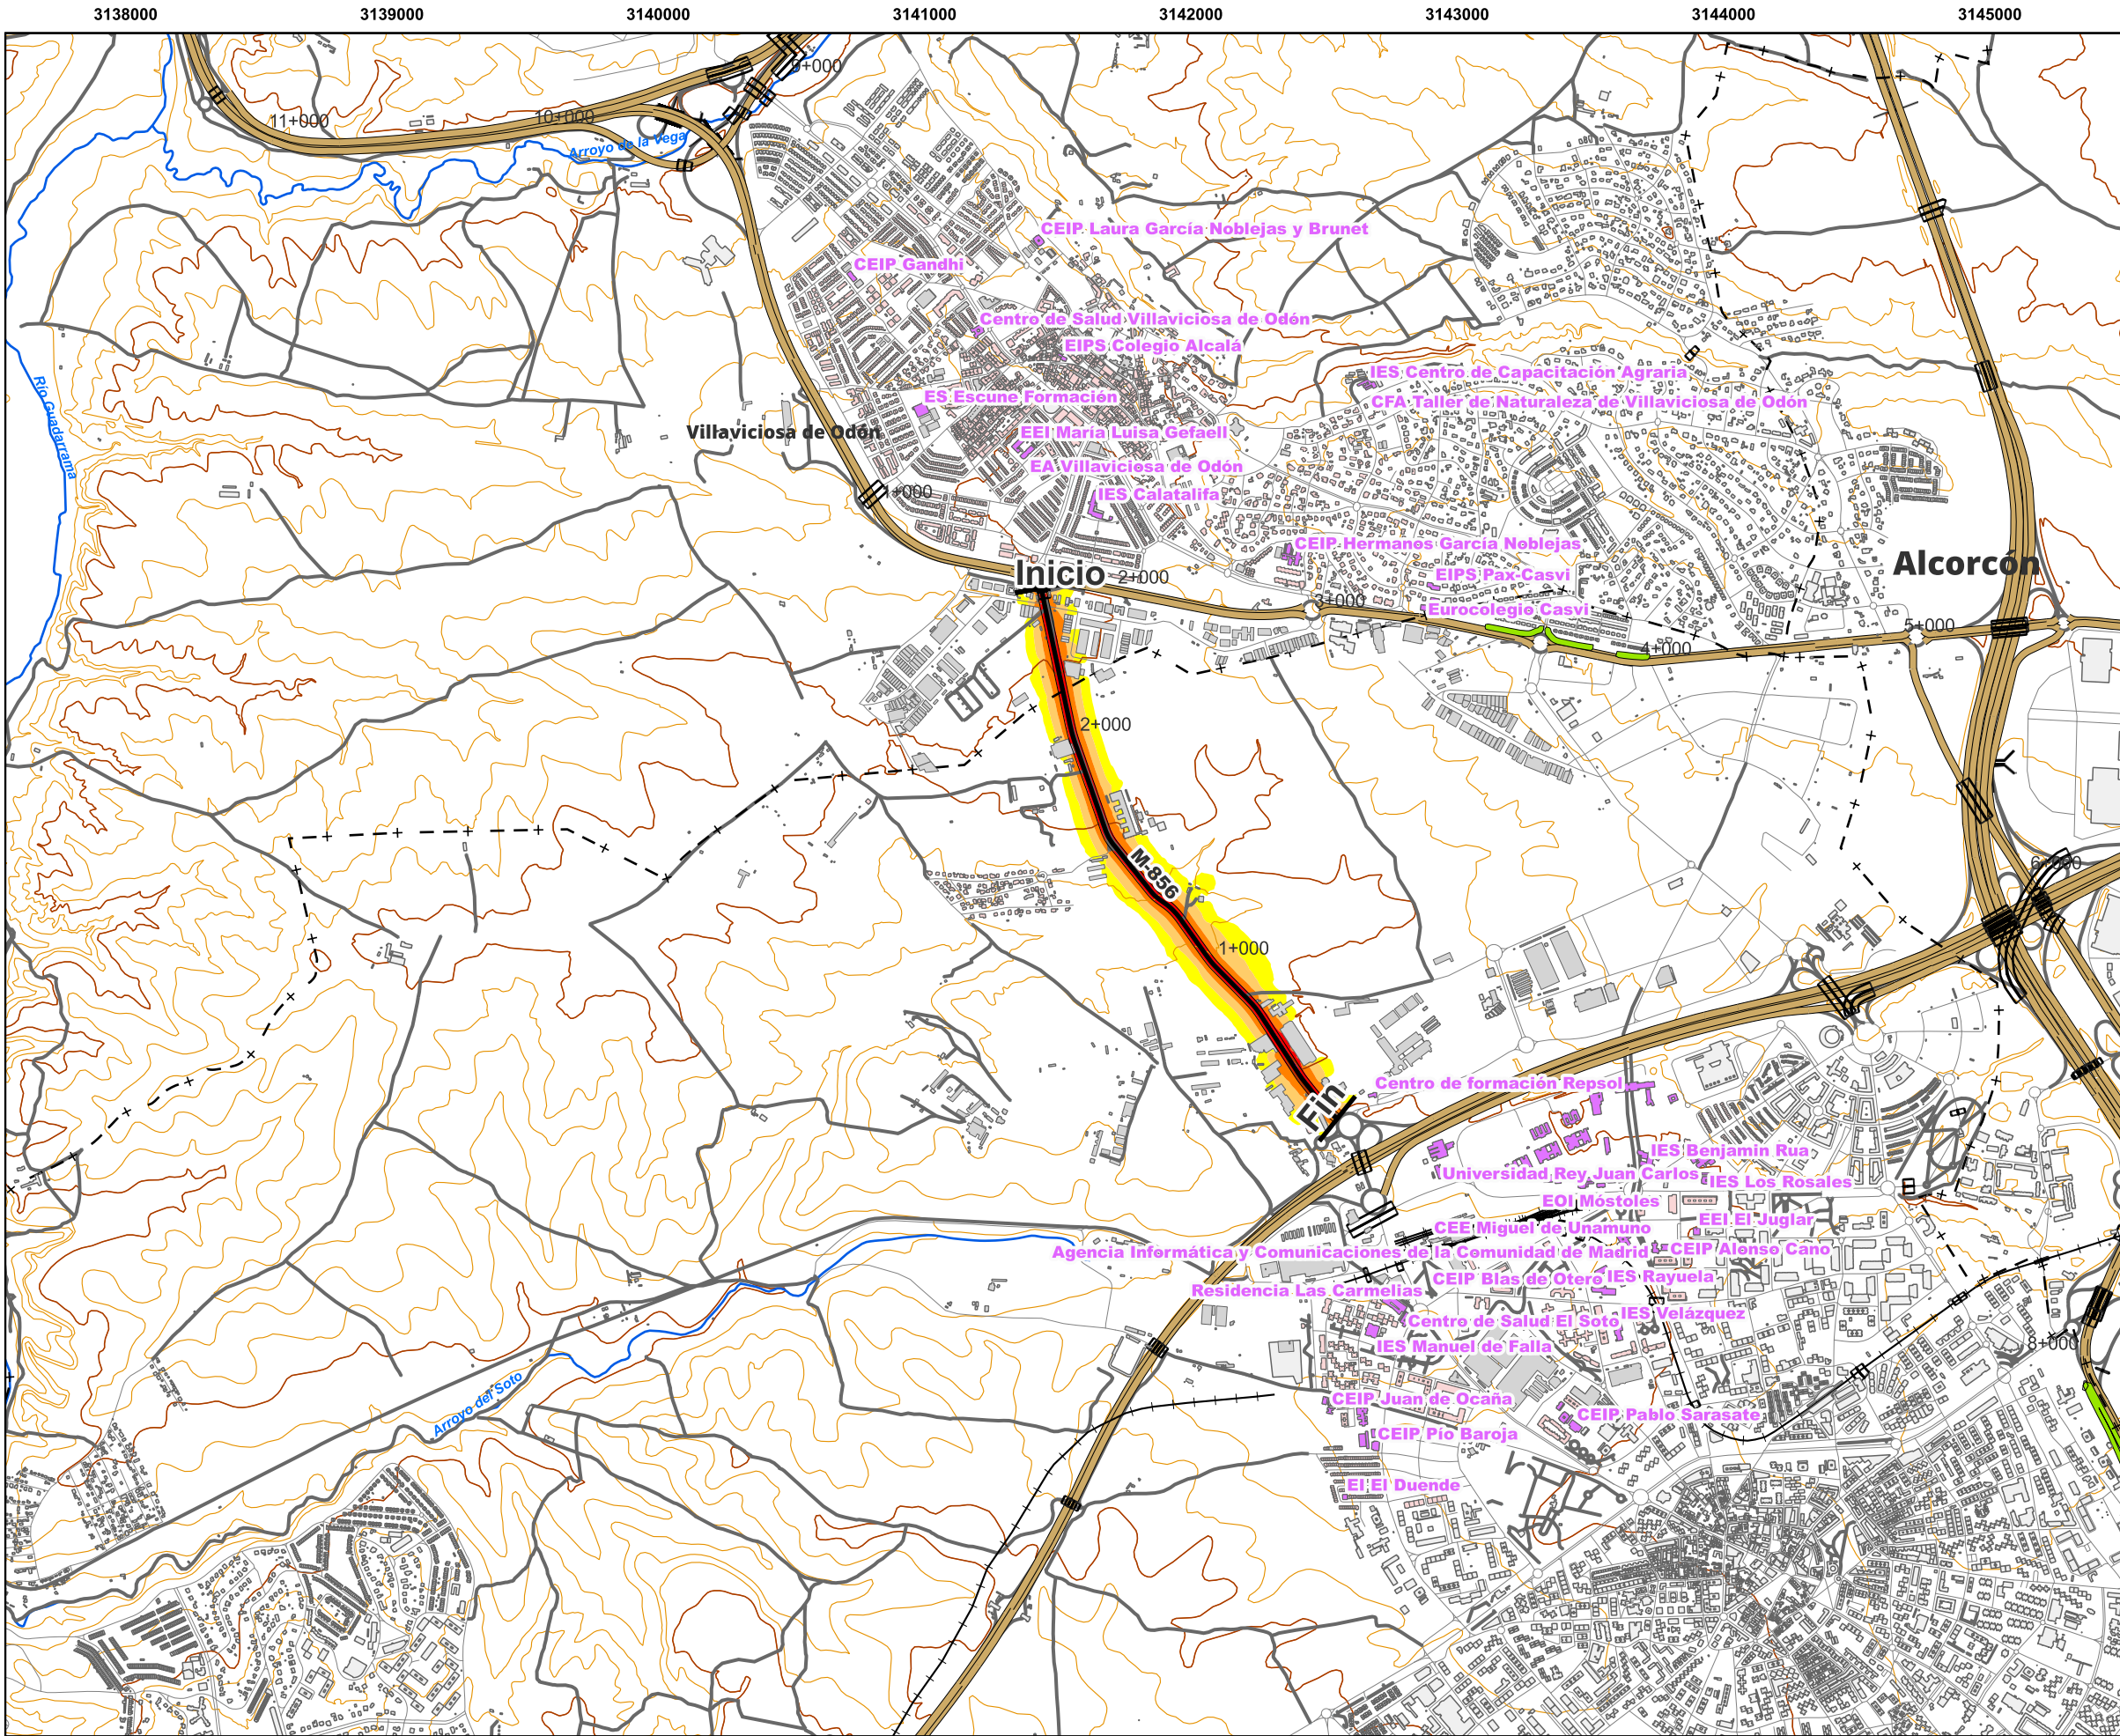 3138000 3139000 3140000 3141000 3142000 3143000 3144000 3145000
9+000
11+000
10+000
Arroyo de la Vega
CEIP Laura García Noblejas y Brunet
CEIP Gandhi
Centro de Salud Villaviciosa de Odón
EIPS Colegio Alcalá
IES Centro de Capacitación Agraria
Río Guadarrama
ES Escune Formación
CFA Taller de Naturaleza de Villaviciosa de Odón
Villaviciosa de Odón
EEI María Luisa Gefaell
EA Villaviciosa de Odón
1+000
IES Calatalifa
CEIP Hermanos García Noblejas
Alcorcón
Inicio
2+000
EIPS Pax-Casvi
3+000
Eurocolegio Casvi
5+000
4+000
2+000
M-856
6+000
1+000
Fin
Centro de formación Repsol
IES Benjamin Rua
Universidad Rey Juan Carlos
IES Los Rosales
EOI Móstoles
EEI El Juglar
CEE Miguel de Unamuno
Agencia Informática y Comunicaciones de la Comunidad de Madrid
CEIP Alonso Cano
CEIP Blas de Otero
IES Rayuela
Residencia Las Carmelias
IES Velázquez
Centro de Salud El Soto
8+000
IES Manuel de Falla
Arroyo del Soto
CEIP Juan de Ocaña
CEIP Pablo Sarasate
CEIP Pío Baroja
EI El Duende